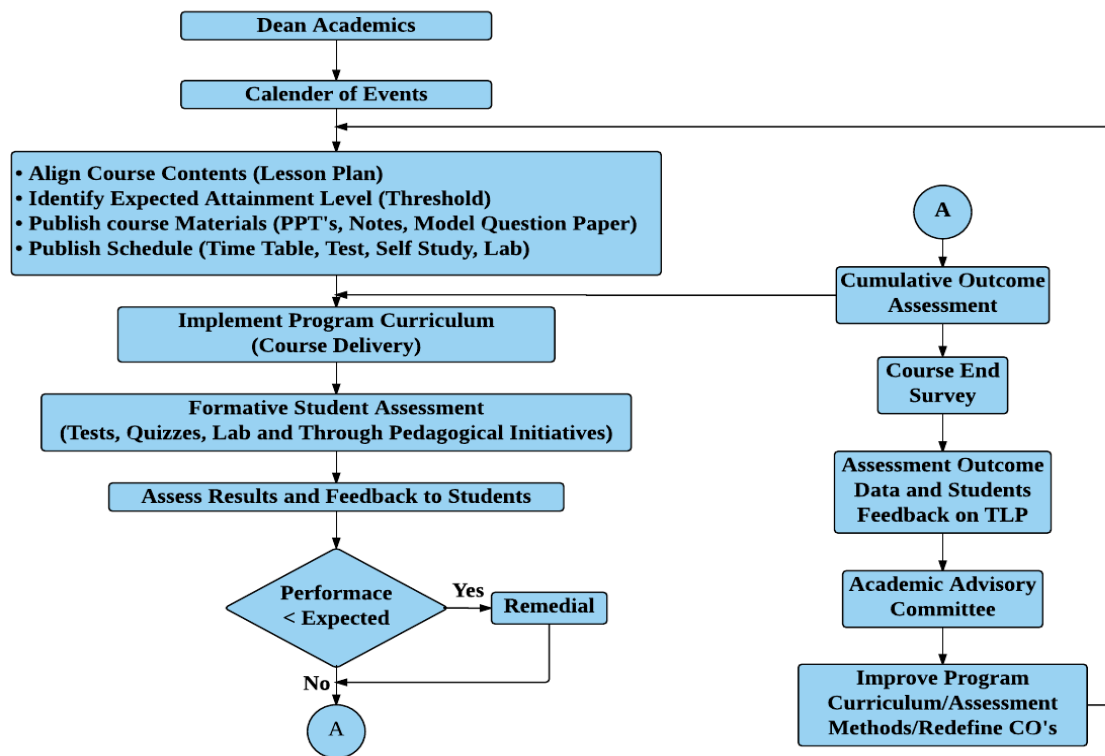 Dean Academics
Calender of Events
• Align Course Contents (Lesson Plan)
• Identify Expected Attainment Level (Threshold)
• Publish course Materials (PPT's, Notes, Model Question Paper)
• Publish Schedule (Time Table, Test, Self Study, Lab)
Implement Program Curriculum
(Course Delivery)
Formative Student Assessment
(Tests, Quizzes, Lab and Through Pedagogical Initiatives)
Assess Results and Feedback to Students
Performace
< Expected
Yes
Remedial
No
A
A
Cumulative Outcome
Assessment
Course End
Survey
Assessment Outcome
Data and Students
Feedback on TLP
Academic Advisory
Committee
Improve Program
Curriculum/Assessment
Methods/Redefine CO's